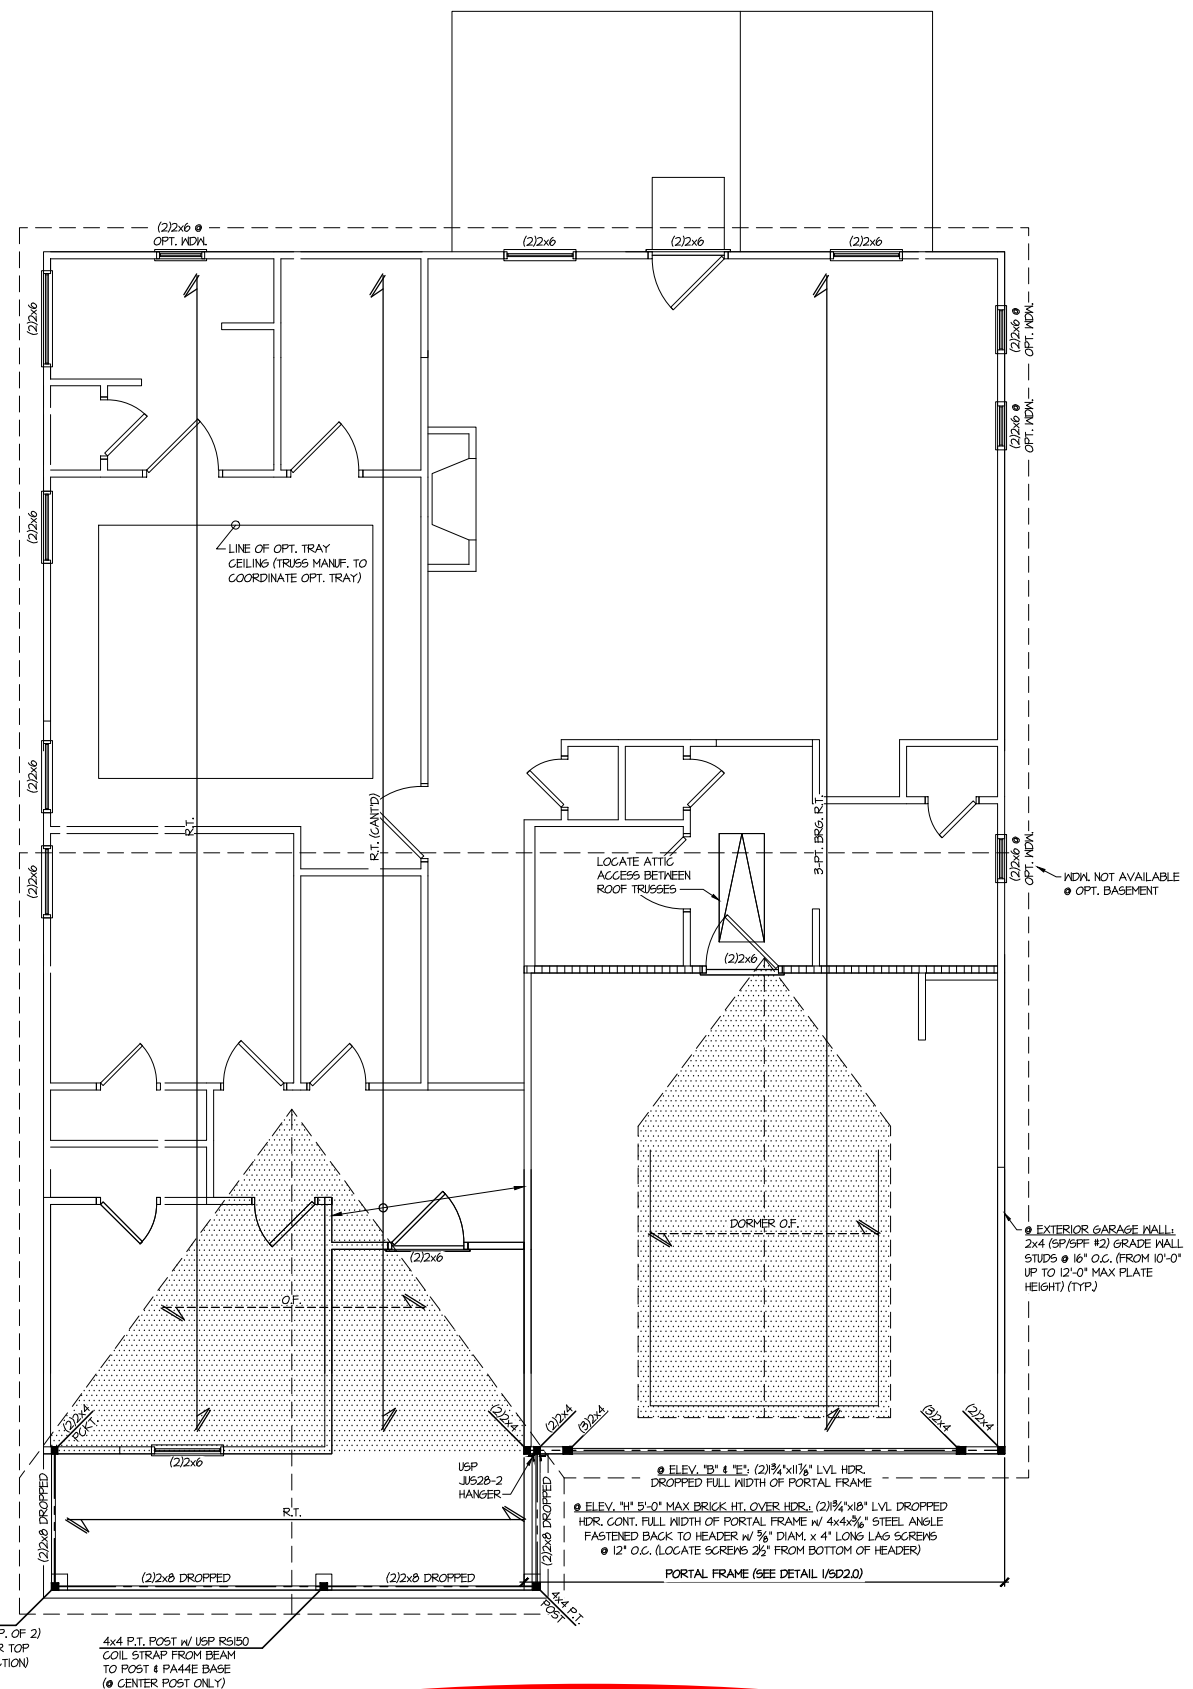 (2)2x6 @
OPT. WDW.
(2)2x6
(2)2x6
(2)2x6
(2)2x6
(2)2x6 @
OPT. WDW.
(2)2x6 @
OPT. WDW.
(2)2x6
LINE OF OPT. TRAY
CEILING (TRUSS MANUF. TO
COORDINATE OPT. TRAY)
(2)2x6
R.T.
R.T. (CANT'D)
3-PT. BRG. R.T.
(2)2x6
LOCATE ATTIC
ACCESS BETWEEN
ROOF TRUSSES
(2)2x6 @
OPT. WDW.
WDW. NOT AVAILABLE
@ OPT. BASEMENT
(2)2x6
DORMER O.F.
@ EXTERIOR GARAGE WALL:
2x4 (SP/SPF #2) GRADE WALL
STUDS @ 16" O.C. (FROM 10'-0"
UP TO 12'-0" MAX PLATE
HEIGHT) (TYP.)
(2)2x6
O.F.
(2)2x4
PCKT.
(2)2x4
(2)2x4
(3)2x4
(3)2x4
(2)2x4
(2)2x6
USP
JUS28-2
HANGER
@ ELEV. "B" & "E": (2)1¾"x11⅞" LVL HDR.
DROPPED FULL WIDTH OF PORTAL FRAME
(2)2x8 DROPPED
R.T.
(2)2x8 DROPPED
@ ELEV. "H" 5'-0" MAX BRICK HT. OVER HDR.: (2)1¾"x18" LVL DROPPED
HDR. CONT. FULL WIDTH OF PORTAL FRAME W/ 4x4x5/16" STEEL ANGLE
FASTENED BACK TO HEADER W/ ⅝" DIAM. x 4" LONG LAG SCREWS
@ 12" O.C. (LOCATE SCREWS 2½" FROM BOTTOM OF HEADER)
(2)2x8 DROPPED
(2)2x8 DROPPED
PORTAL FRAME (SEE DETAIL 1/SD2.0)
4x4 P.T.
POST
P. OF 2)
R TOP
CTION)
4x4 P.T. POST W/ USP RS150
COIL STRAP FROM BEAM
TO POST & PA44E BASE
(@ CENTER POST ONLY)